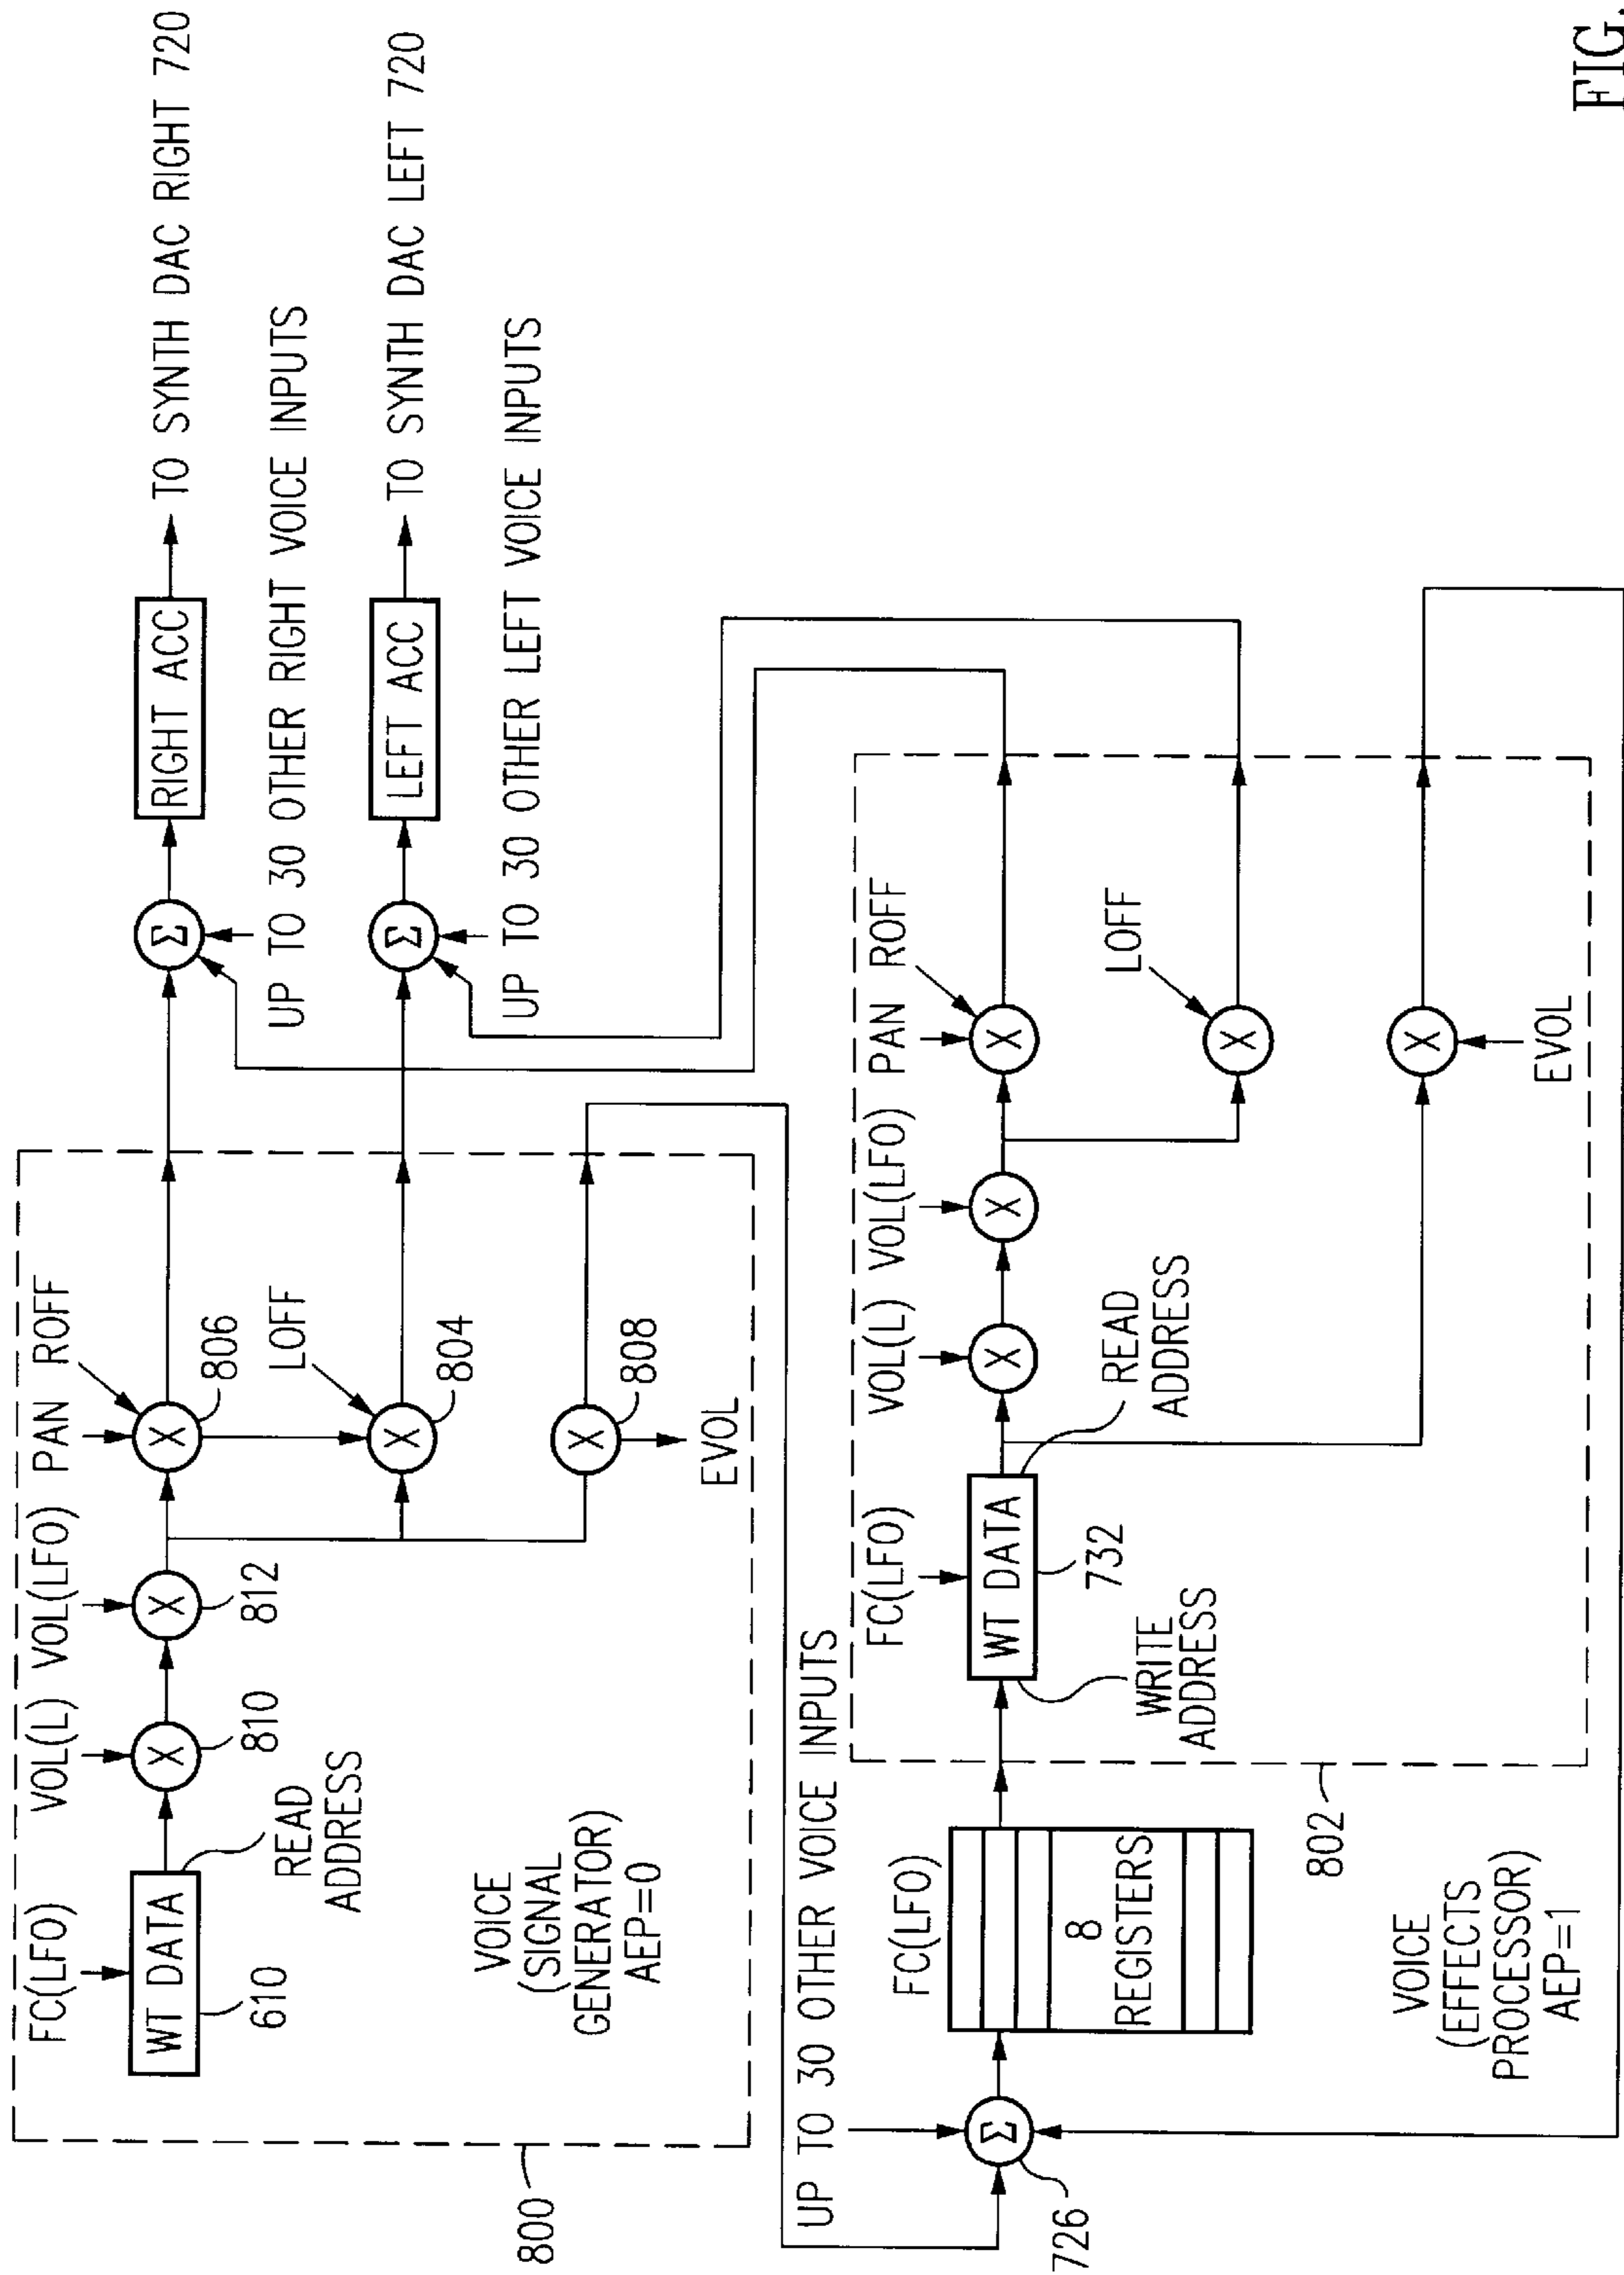 FC(LFO)
VOL(L)
VOL(LFO)
PAN
ROFF
WT DATA
610
READ
ADDRESS
810
812
806
LOFF
804
808
EVOL
VOICE
(SIGNAL
GENERATOR)
AEP=0
800
Σ
RIGHT ACC
TO SYNTH DAC RIGHT 720
UP TO 30 OTHER RIGHT VOICE INPUTS
Σ
LEFT ACC
TO SYNTH DAC LEFT 720
UP TO 30 OTHER LEFT VOICE INPUTS
UP TO 30 OTHER VOICE INPUTS
Σ
726
FC(LFO)
8
REGISTERS
FC(LFO)
WT DATA
732
WRITE
ADDRESS
READ
ADDRESS
VOL(L)
VOL(LFO)
PAN
ROFF
LOFF
EVOL
VOICE
(EFFECTS
PROCESSOR)
AEP=1
802
FIG.